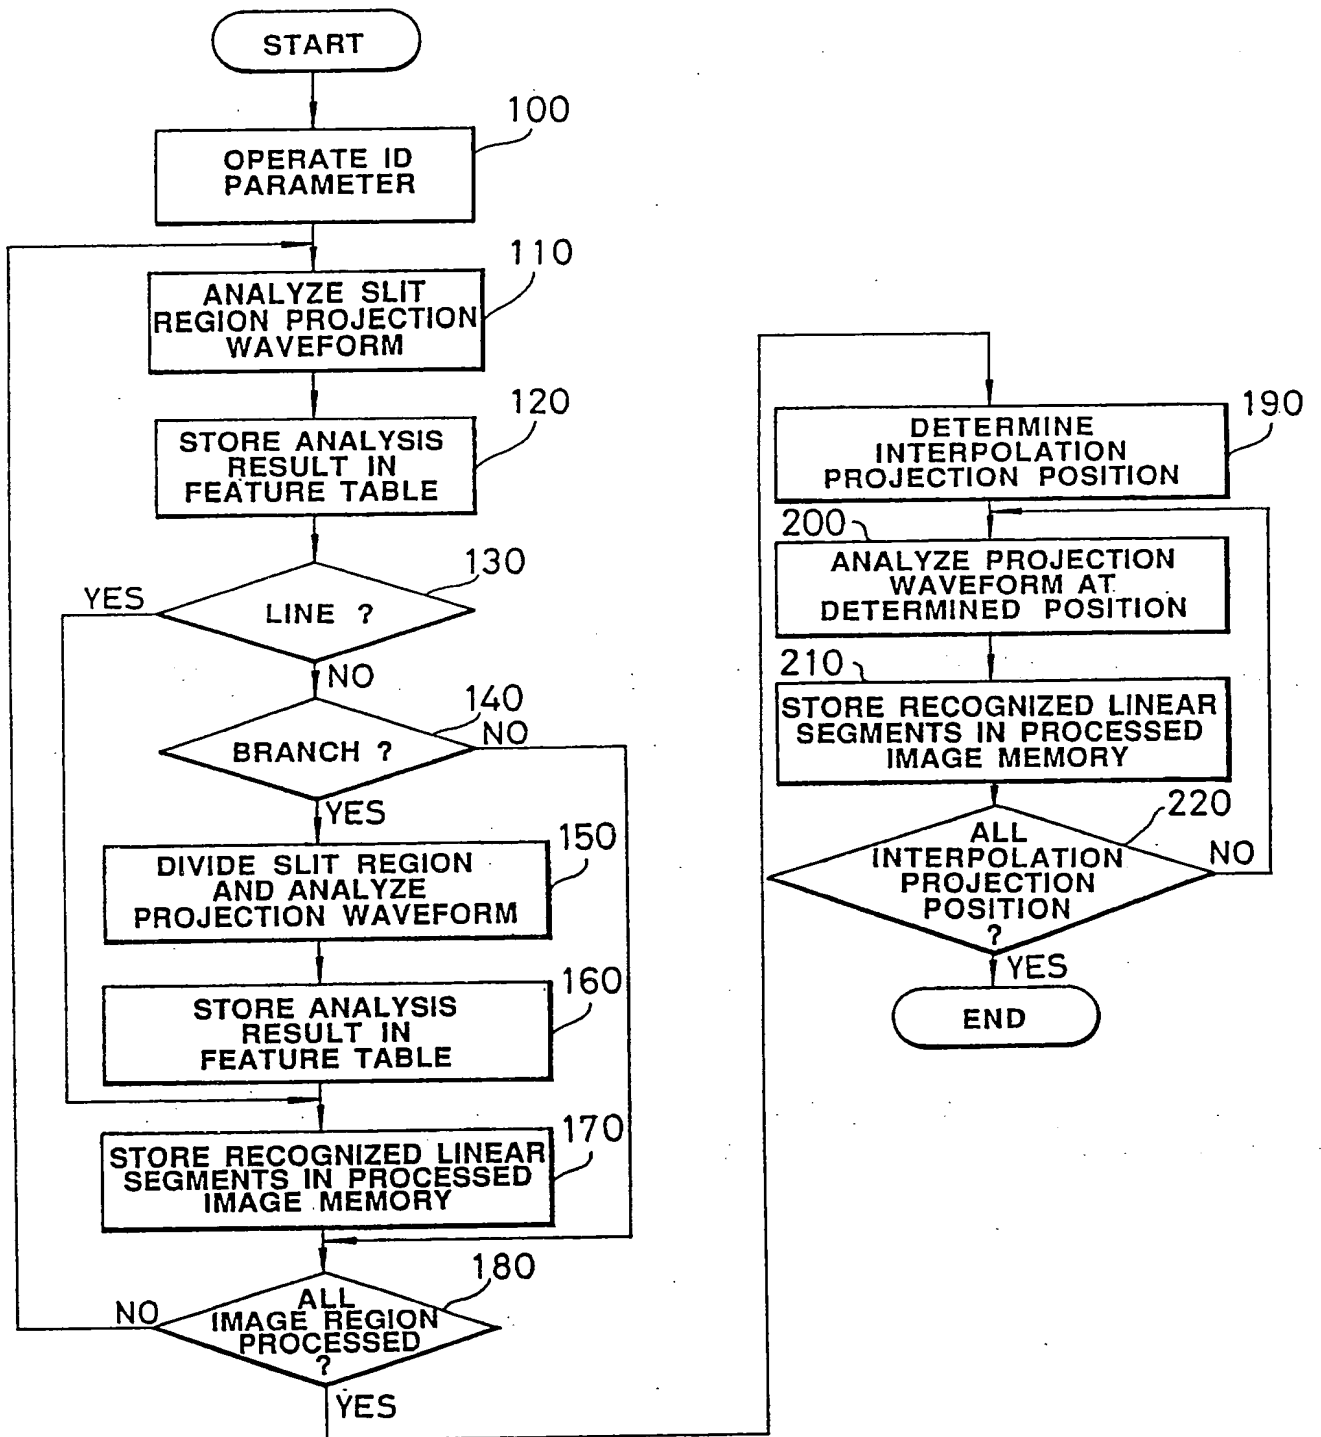 START
100
OPERATE ID
PARAMETER
110
ANALYZE SLIT
REGION PROJECTION
WAVEFORM
120
STORE ANALYSIS
RESULT IN
FEATURE TABLE
130
YES
LINE ?
NO
140
BRANCH ?
NO
YES
150
DIVIDE SLIT REGION
AND ANALYZE
PROJECTION WAVEFORM
160
STORE ANALYSIS
RESULT IN
FEATURE TABLE
170
STORE RECOGNIZED LINEAR
SEGMENTS IN PROCESSED
IMAGE MEMORY
180
NO
ALL
IMAGE REGION
PROCESSED
?
YES
190
DETERMINE
INTERPOLATION
PROJECTION POSITION
200
ANALYZE PROJECTION
WAVEFORM AT
DETERMINED POSITION
210
STORE RECOGNIZED LINEAR
SEGMENTS IN PROCESSED
IMAGE MEMORY
220
ALL
INTERPOLATION
PROJECTION
POSITION
?
NO
YES
END